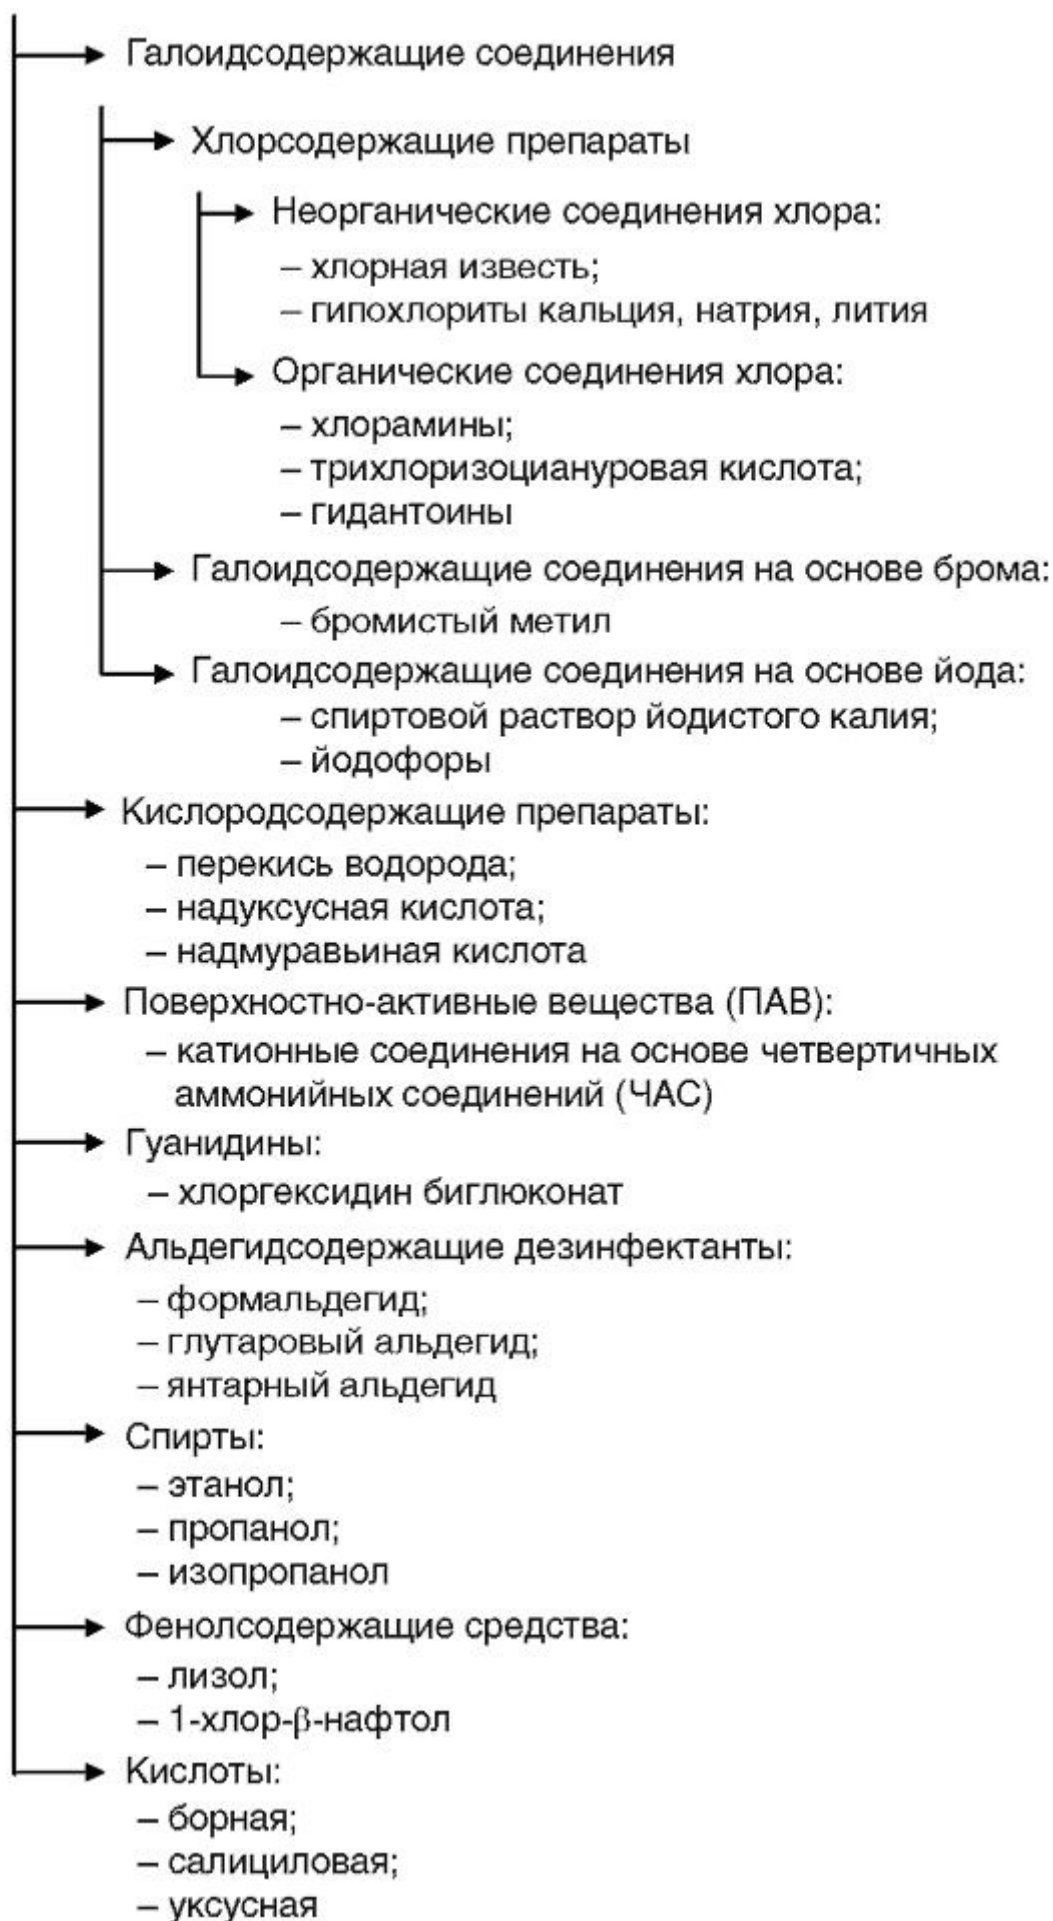 Галоидсодержащие соединения
Хлорсодержащие препараты
Неорганические соединения хлора:
– хлорная известь;
– гипохлориты кальция, натрия, лития
Органические соединения хлора:
– хлорамины;
– трихлоризоциануровая кислота;
– гидантоины
Галоидсодержащие соединения на основе брома:
– бромистый метил
Галоидсодержащие соединения на основе йода:
– спиртовой раствор йодистого калия;
– йодофоры
Кислородсодержащие препараты:
– перекись водорода;
– надуксусная кислота;
– надмуравьиная кислота
Поверхностно-активные вещества (ПАВ):
– катионные соединения на основе четвертичных
аммонийных соединений (ЧАС)
Гуанидины:
– хлоргексидин биглюконат
Альдегидсодержащие дезинфектанты:
– формальдегид;
– глутаровый альдегид;
– янтарный альдегид
Спирты:
– этанол;
– пропанол;
– изопропанол
Фенолсодержащие средства:
– лизол;
– 1-хлор-β-нафтол
Кислоты:
– борная;
– салициловая;
– уксусная